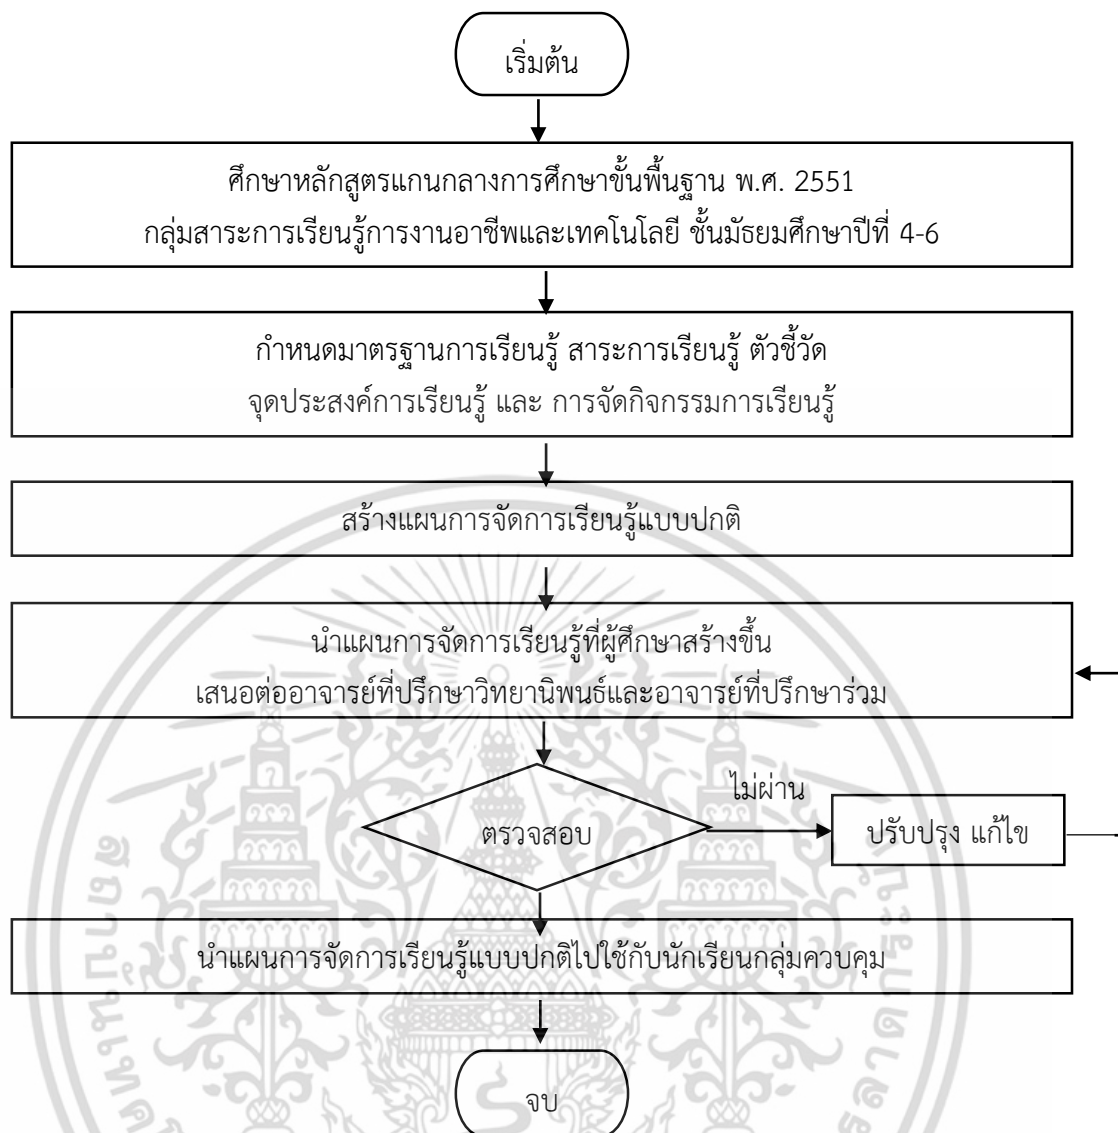 เริ่มต้น
ศึกษาหลักสูตรแกนกลางการศึกษาขั้นพื้นฐาน พ.ศ. 2551
กลุ่มสาระการเรียนรู้การงานอาชีพและเทคโนโลยี ชั้นมัธยมศึกษาปีที่ 4-6
กำหนดมาตรฐานการเรียนรู้ สาระการเรียนรู้ ตัวชี้วัด
จุดประสงค์การเรียนรู้ และ การจัดกิจกรรมการเรียนรู้
สร้างแผนการจัดการเรียนรู้แบบปกติ
นำแผนการจัดการเรียนรู้ที่ผู้ศึกษาสร้างขึ้น
เสนอต่ออาจารย์ที่ปรึกษาวิทยานิพนธ์และอาจารย์ที่ปรึกษาร่วม
ไม่ผ่าน
ตรวจสอบ
ปรับปรุง แก้ไข
นำแผนการจัดการเรียนรู้แบบปกติไปใช้กับนักเรียนกลุ่มควบคุม
จบ